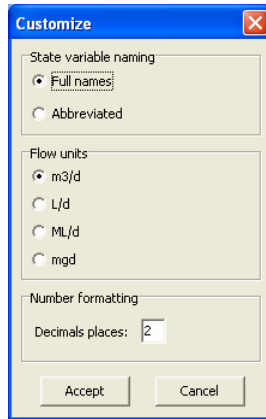 Customize
State variable naming
Full names
Abbreviated
Flow units
m3/d
L/d
ML/d
mgd
Number formatting
Decimals places: 2
Accept Cancel